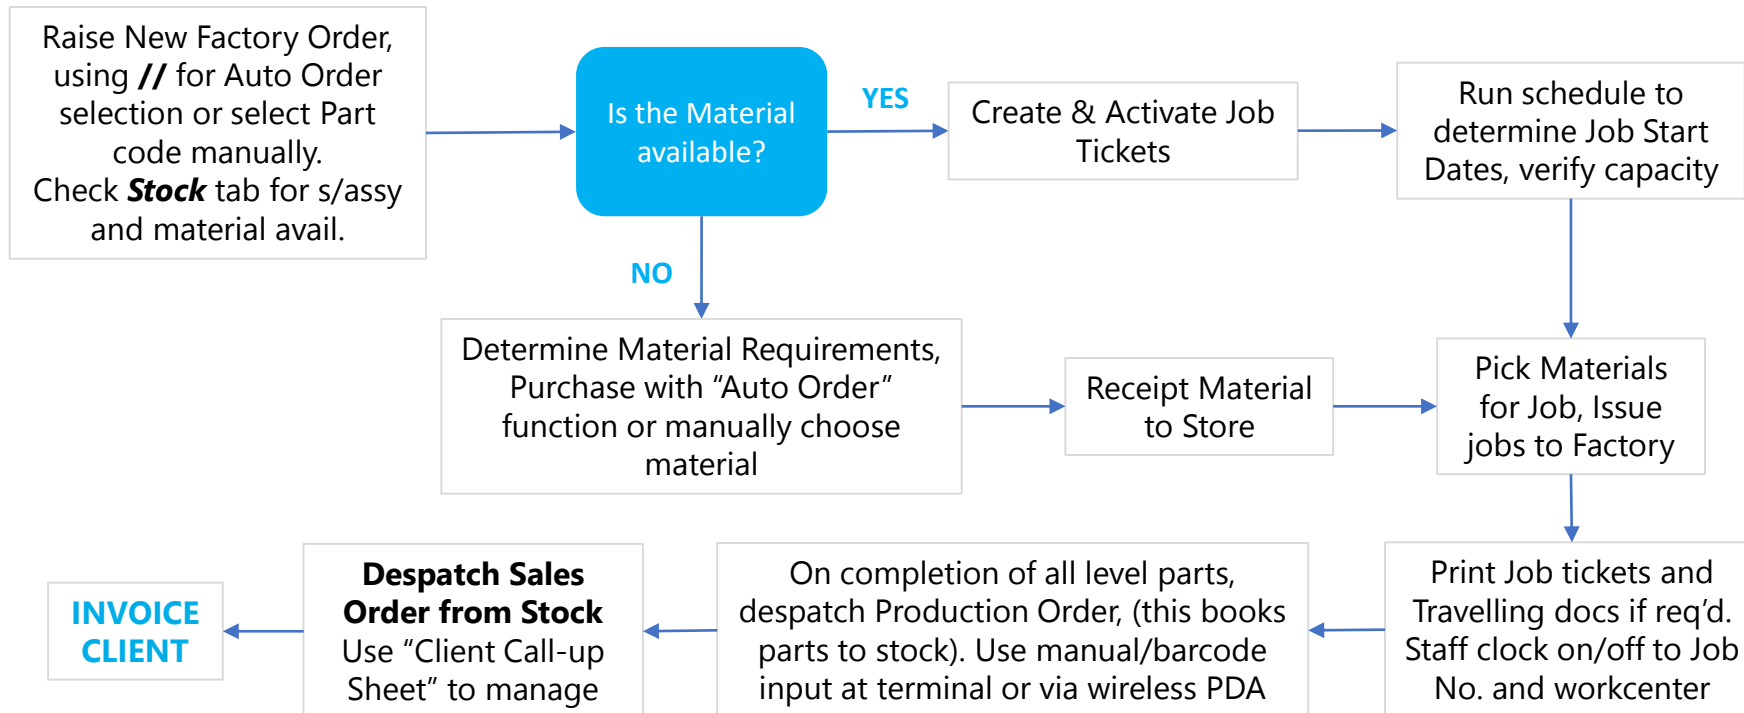 Raise New Factory Order,
using // for Auto Order
selection or select Part
code manually.
Check Stock tab for s/assy
and material avail.
Is the Material
available?
YES
Create & Activate Job
Tickets
Run schedule to
determine Job Start
Dates, verify capacity
NO
Determine Material Requirements,
Purchase with “Auto Order”
function or manually choose
material
Receipt Material
to Store
Pick Materials
for Job, Issue
jobs to Factory
Print Job tickets and
Travelling docs if req’d.
Staff clock on/off to Job
No. and workcenter
On completion of all level parts,
despatch Production Order, (this books
parts to stock). Use manual/barcode
input at terminal or via wireless PDA
Despatch Sales
Order from Stock
Use “Client Call-up
Sheet” to manage
INVOICE
CLIENT